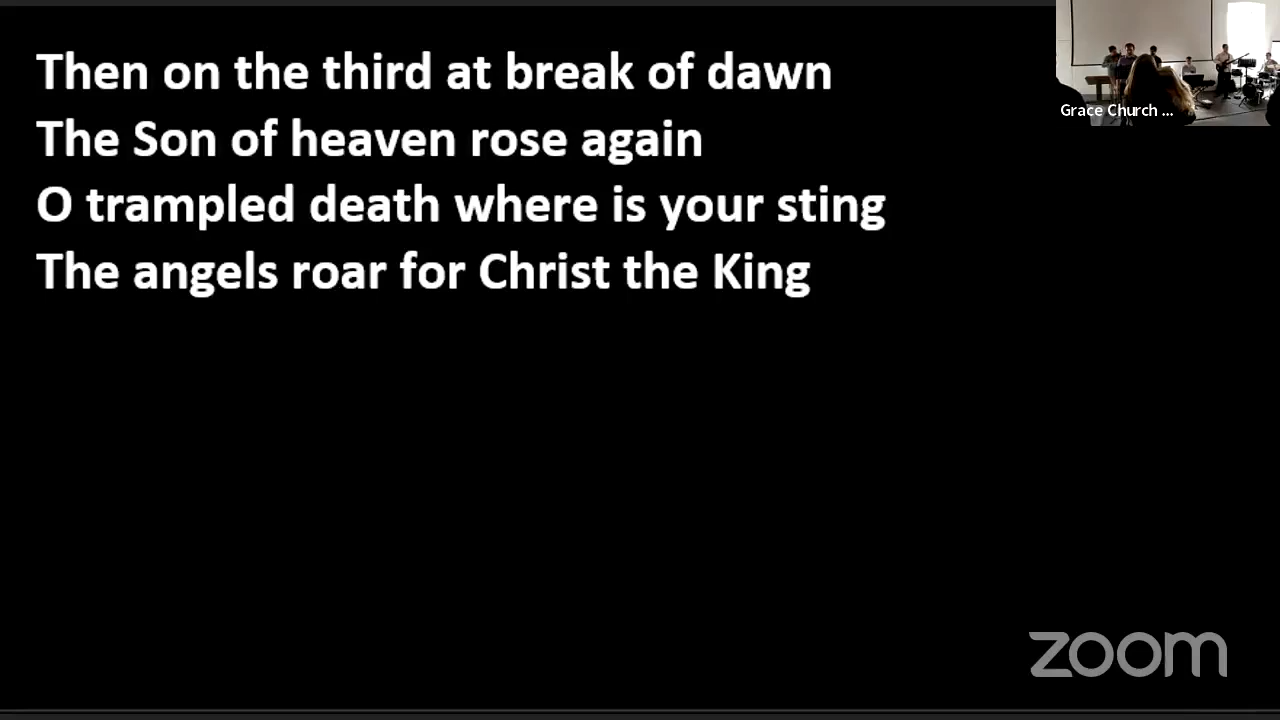 Then on the third at break of dawn
The Son of heaven rose again
O trampled death where is your sting
The angels roar for Christ the King
Grace Church ...
zoom